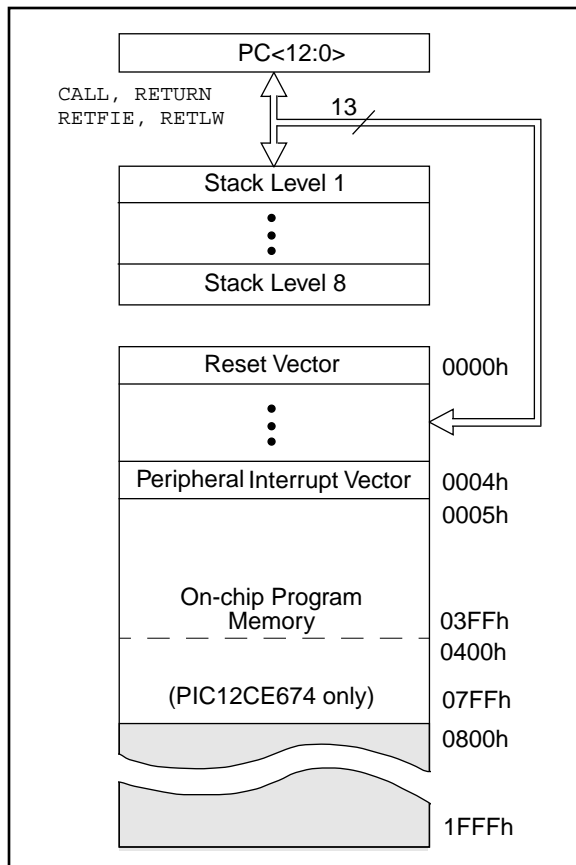 PC<12:0>
CALL, RETURN
RETFIE, RETLW
13
Stack Level 1
Stack Level 8
Reset Vector
0000h
Peripheral Interrupt Vector
0004h
0005h
On-chip Program
Memory
03FFh
0400h
(PIC12CE674 only)
07FFh
0800h
1FFFh